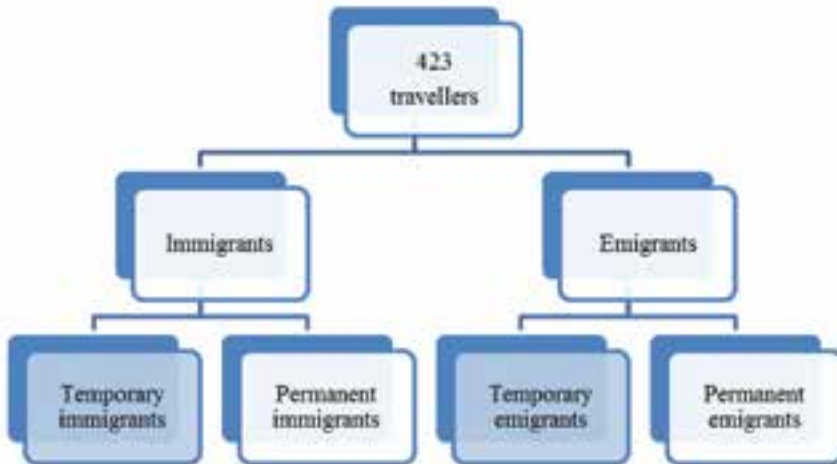 423
travellers
Immigrants
Emigrants
Temporary
immigrants
Permanent
immigrants
Temporary
emigrants
Permanent
emigrants